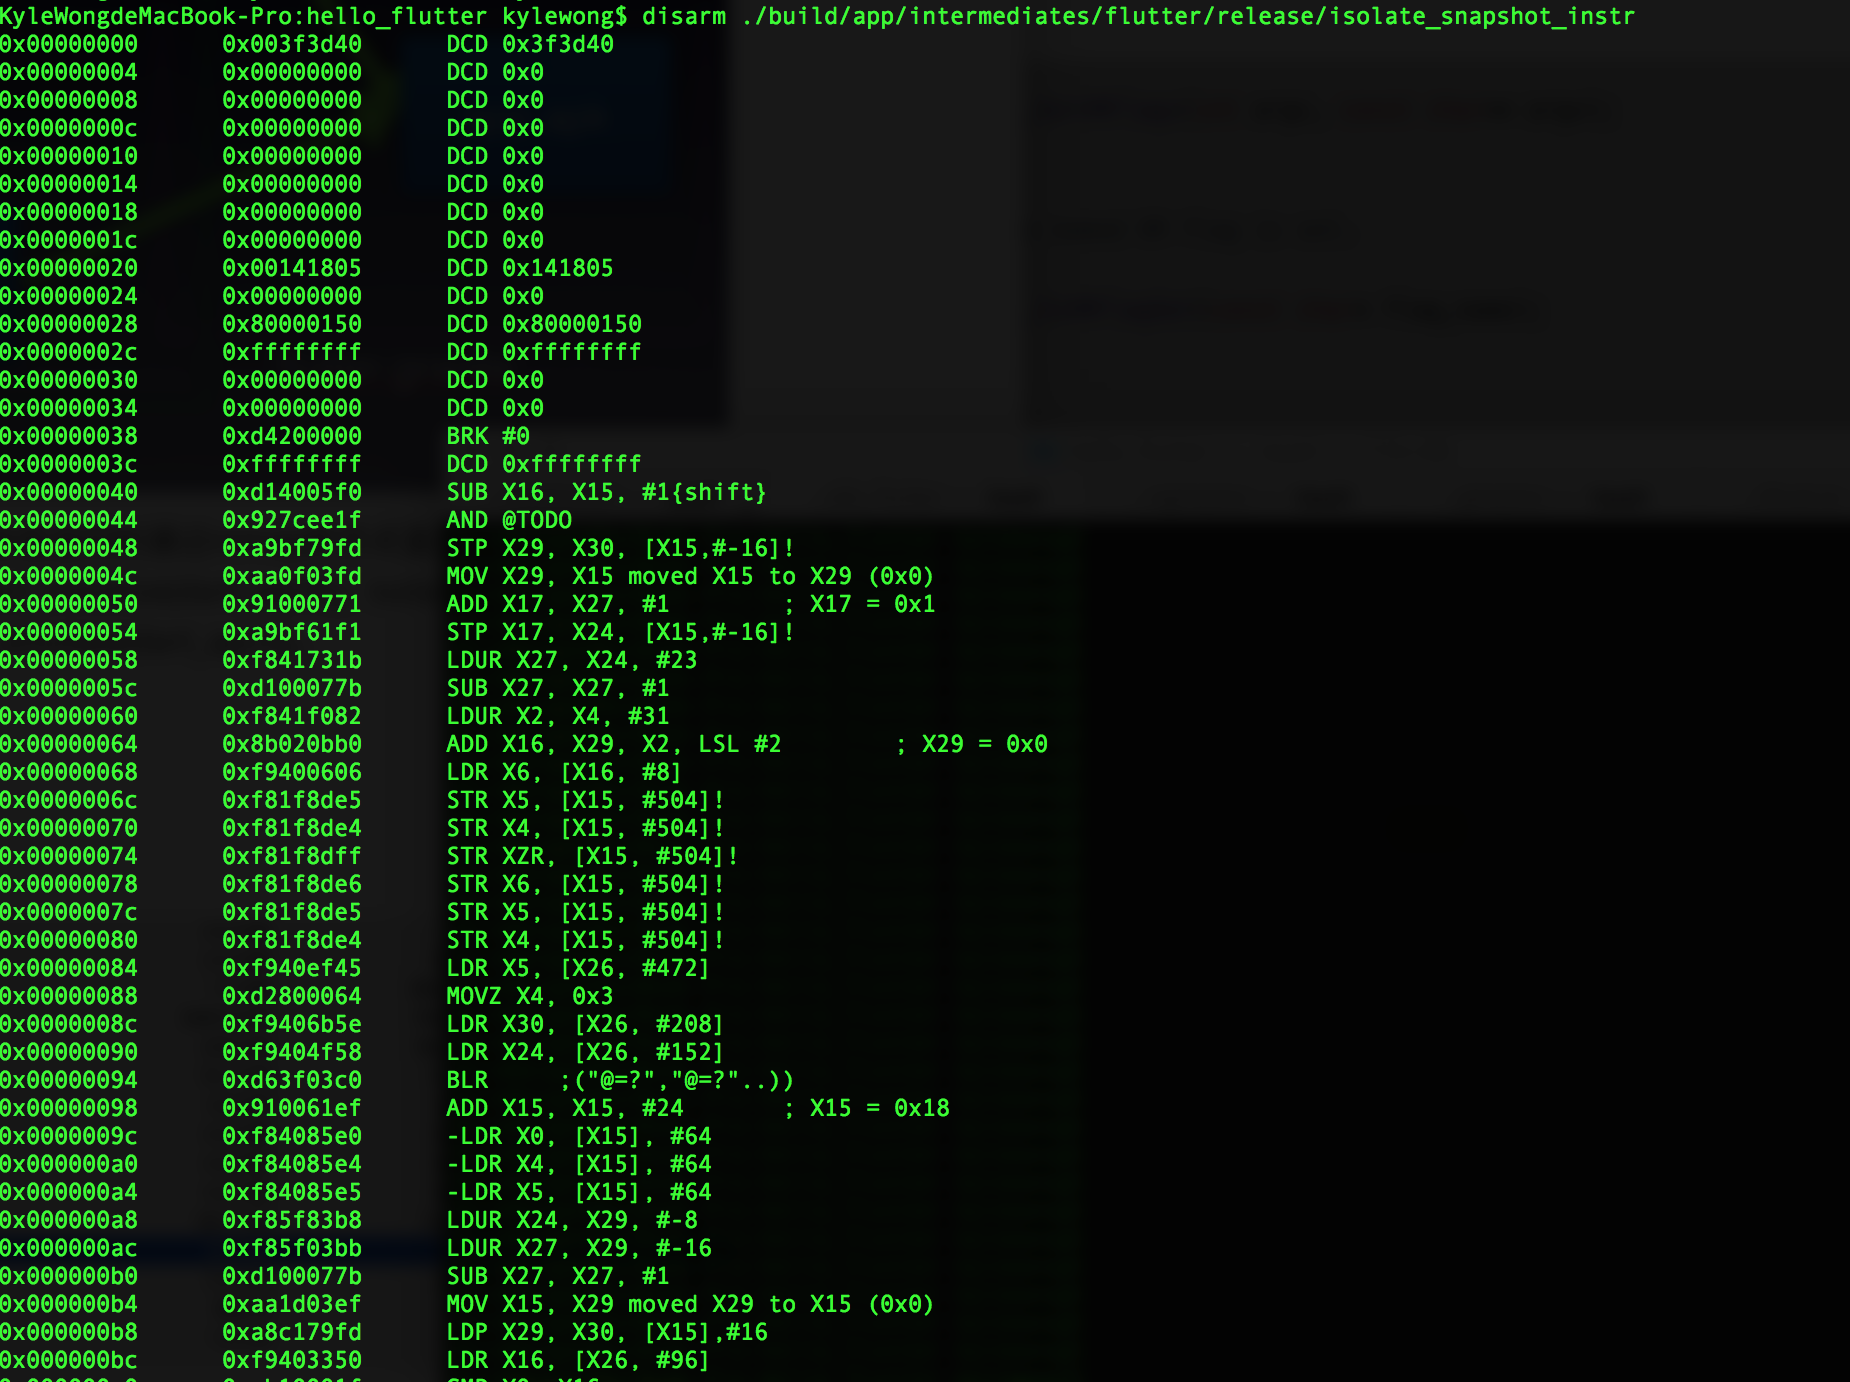 KyleWongdeMacBook-Pro:hello_flutter kylewong$ disarm ./build/app/intermediates/flutter/release/isolate_snapshot_instr
0x00000000 0x003f3d40 DCD 0x3f3d40
0x00000004 0x00000000 DCD 0x0
0x00000008 0x00000000 DCD 0x0
0x0000000c 0x00000000 DCD 0x0
0x00000010 0x00000000 DCD 0x0
0x00000014 0x00000000 DCD 0x0
0x00000018 0x00000000 DCD 0x0
0x0000001c 0x00000000 DCD 0x0
0x00000020 0x00141805 DCD 0x141805
0x00000024 0x00000000 DCD 0x0
0x00000028 0x80000150 DCD 0x80000150
0x0000002c 0xffffffff DCD 0xffffffff
0x00000030 0x00000000 DCD 0x0
0x00000034 0x00000000 DCD 0x0
0x00000038 0xd4200000 BRK #0
0x0000003c 0xffffffff DCD 0xffffffff
0x00000040 0xd14005f0 SUB X16, X15, #1{shift}
0x00000044 0x927cee1f AND @TODO
0x00000048 0xa9bf79fd STP X29, X30, [X15,#-16]!
0x0000004c 0xaa0f03fd MOV X29, X15 moved X15 to X29 (0x0)
0x00000050 0x91000771 ADD X17, X27, #1 ; X17 = 0x1
0x00000054 0xa9bf61f1 STP X17, X24, [X15,#-16]!
0x00000058 0xf841731b LDUR X27, X24, #23
0x0000005c 0xd100077b SUB X27, X27, #1
0x00000060 0xf841f082 LDUR X2, X4, #31
0x00000064 0x8b020bb0 ADD X16, X29, X2, LSL #2 ; X29 = 0x0
0x00000068 0xf9400606 LDR X6, [X16, #8]
0x0000006c 0xf81f8de5 STR X5, [X15, #504]!
0x00000070 0xf81f8de4 STR X4, [X15, #504]!
0x00000074 0xf81f8dff STR XZR, [X15, #504]!
0x00000078 0xf81f8de6 STR X6, [X15, #504]!
0x0000007c 0xf81f8de5 STR X5, [X15, #504]!
0x00000080 0xf81f8de4 STR X4, [X15, #504]!
0x00000084 0xf940ef45 LDR X5, [X26, #472]
0x00000088 0xd2800064 MOVZ X4, 0x3
0x0000008c 0xf9406b5e LDR X30, [X26, #208]
0x00000090 0xf9404f58 LDR X24, [X26, #152]
0x00000094 0xd63f03c0 BLR ;("@=?","@=?"..))
0x00000098 0x910061ef ADD X15, X15, #24 ; X15 = 0x18
0x0000009c 0xf84085e0 -LDR X0, [X15], #64
0x000000a0 0xf84085e4 -LDR X4, [X15], #64
0x000000a4 0xf84085e5 -LDR X5, [X15], #64
0x000000a8 0xf85f83b8 LDUR X24, X29, #-8
0x000000ac 0xf85f03bb LDUR X27, X29, #-16
0x000000b0 0xd100077b SUB X27, X27, #1
0x000000b4 0xaa1d03ef MOV X15, X29 moved X29 to X15 (0x0)
0x000000b8 0xa8c179fd LDP X29, X30, [X15],#16
0x000000bc 0xf9403350 LDR X16, [X26, #96]